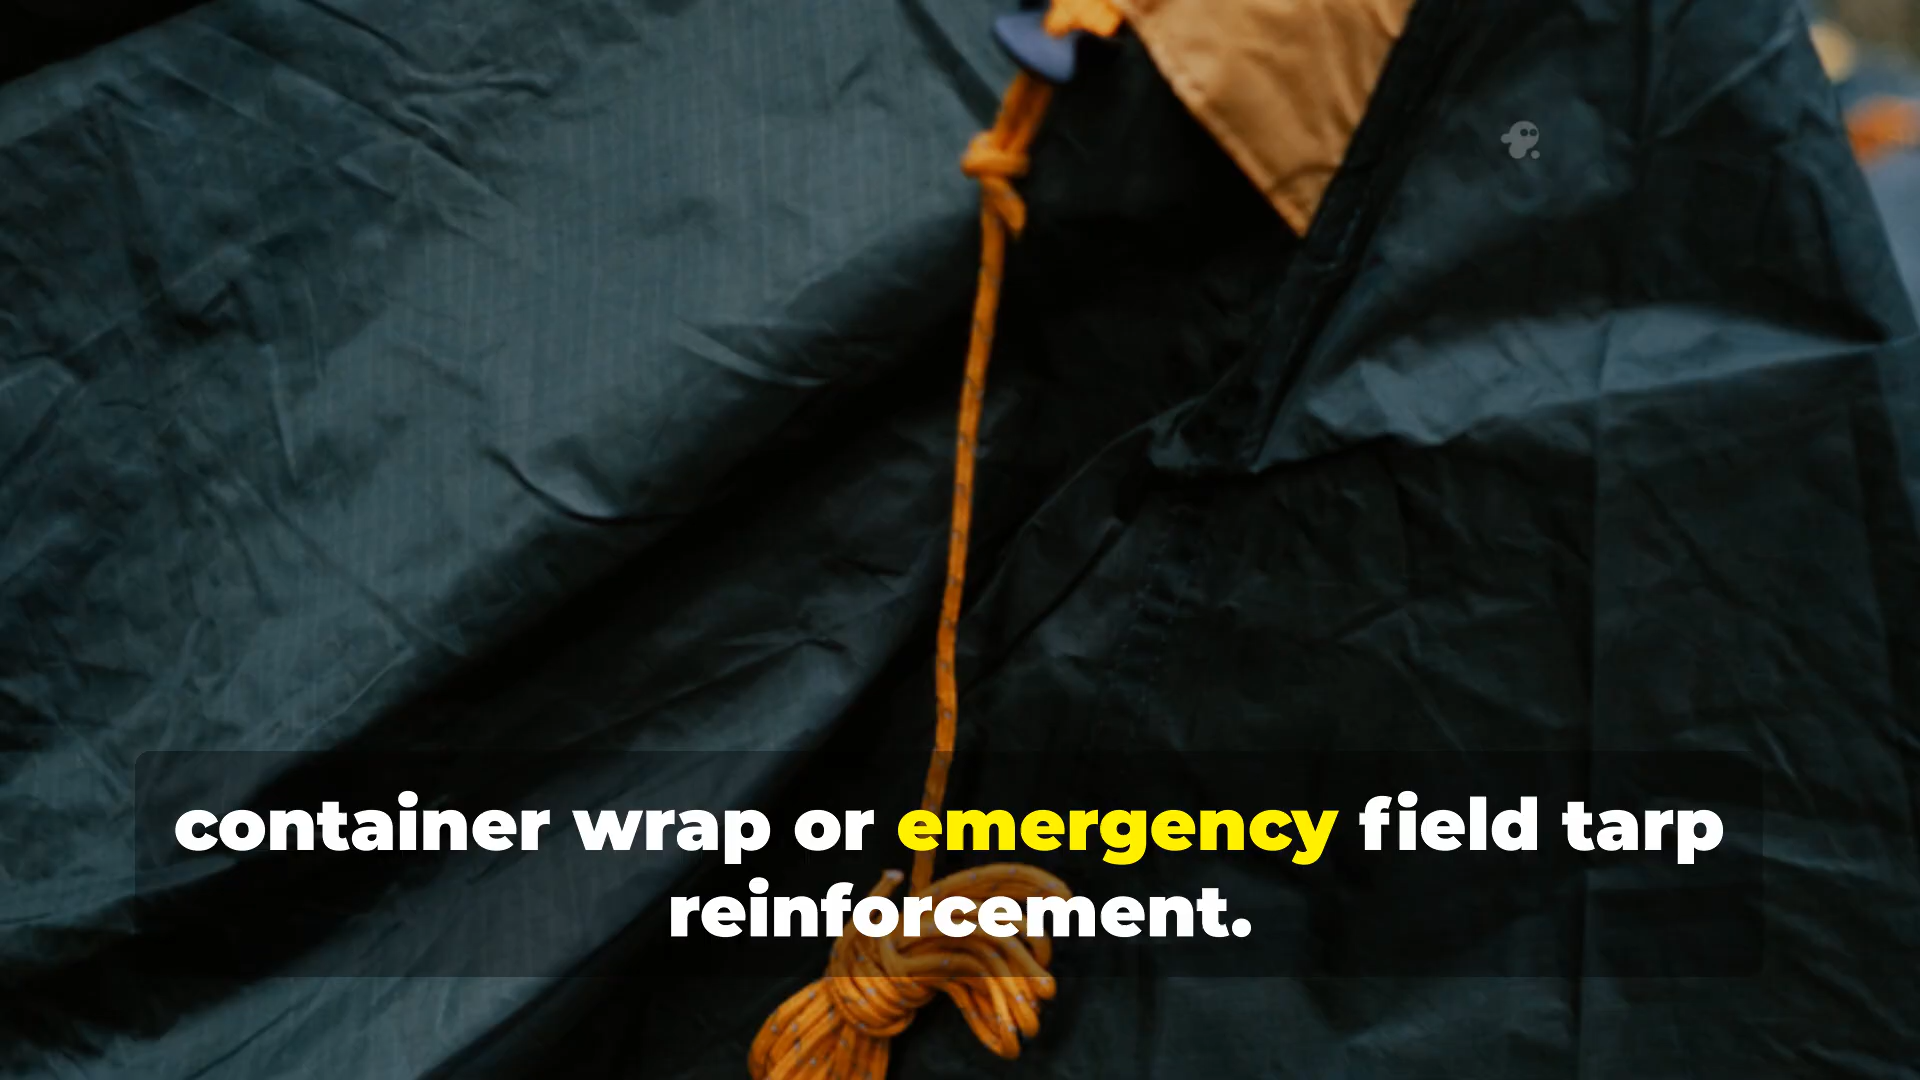 container wrap or emergency field tarp
reinforcement.